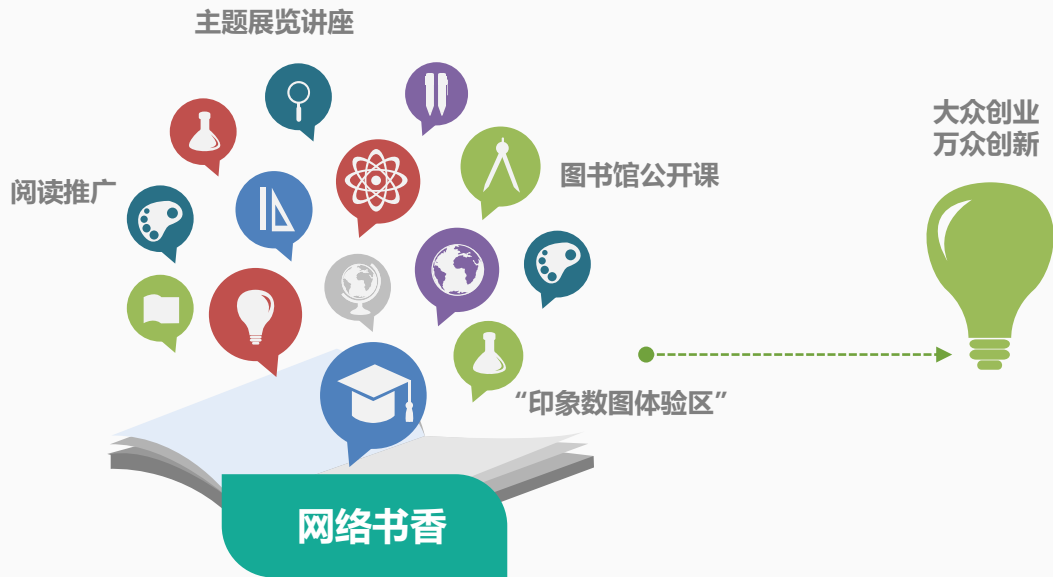 主题展览讲座
大众创业
万众创新
图书馆公开课
阅读推广
“印象数图体验区”
网络书香